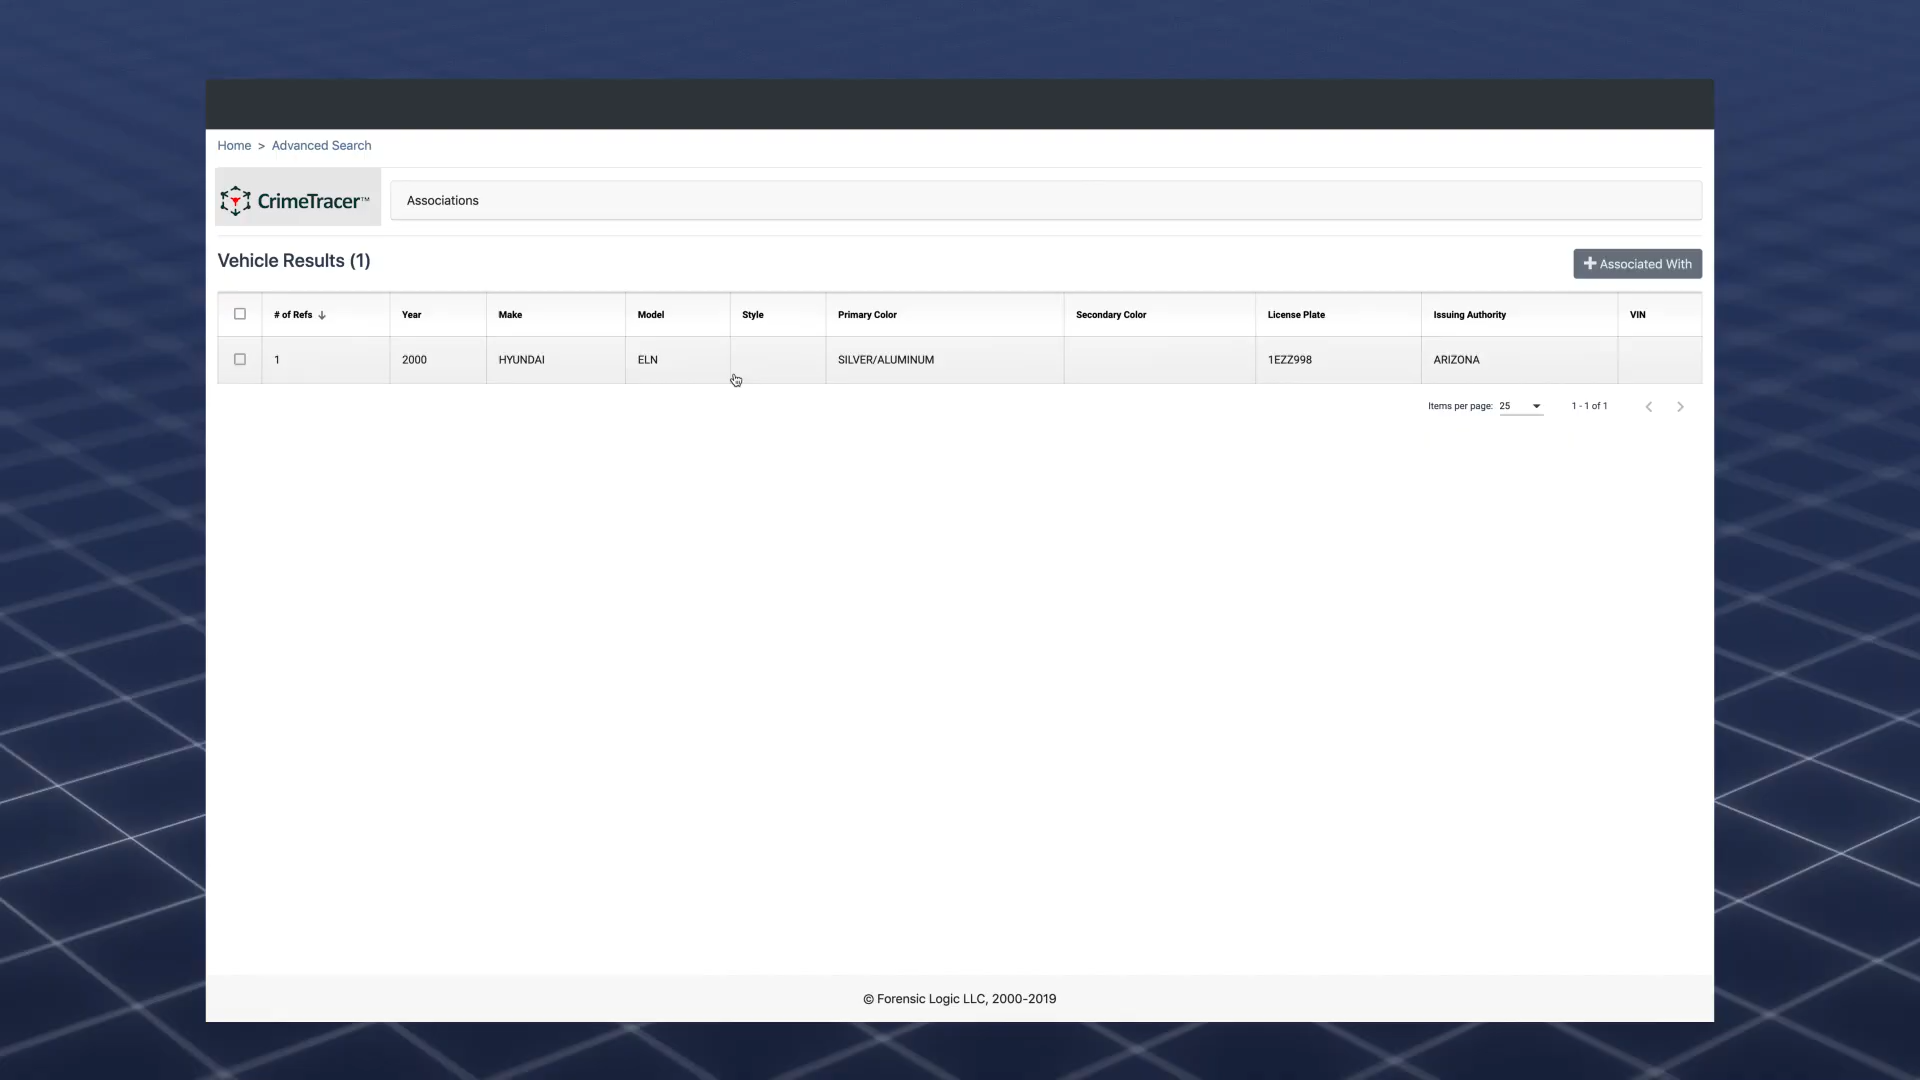 Home > Advanced Search
CrimeTracer™
Associations
Vehicle Results (1)
+ Associated With
# of Refs ↓ Year Make Model Style Primary Color Secondary Color License Plate Issuing Authority VIN
1 2000 HYUNDAI ELN SILVER/ALUMINUM 1EZZ998 ARIZONA
Items per page: 25 1 - 1 of 1
© Forensic Logic LLC, 2000-2019